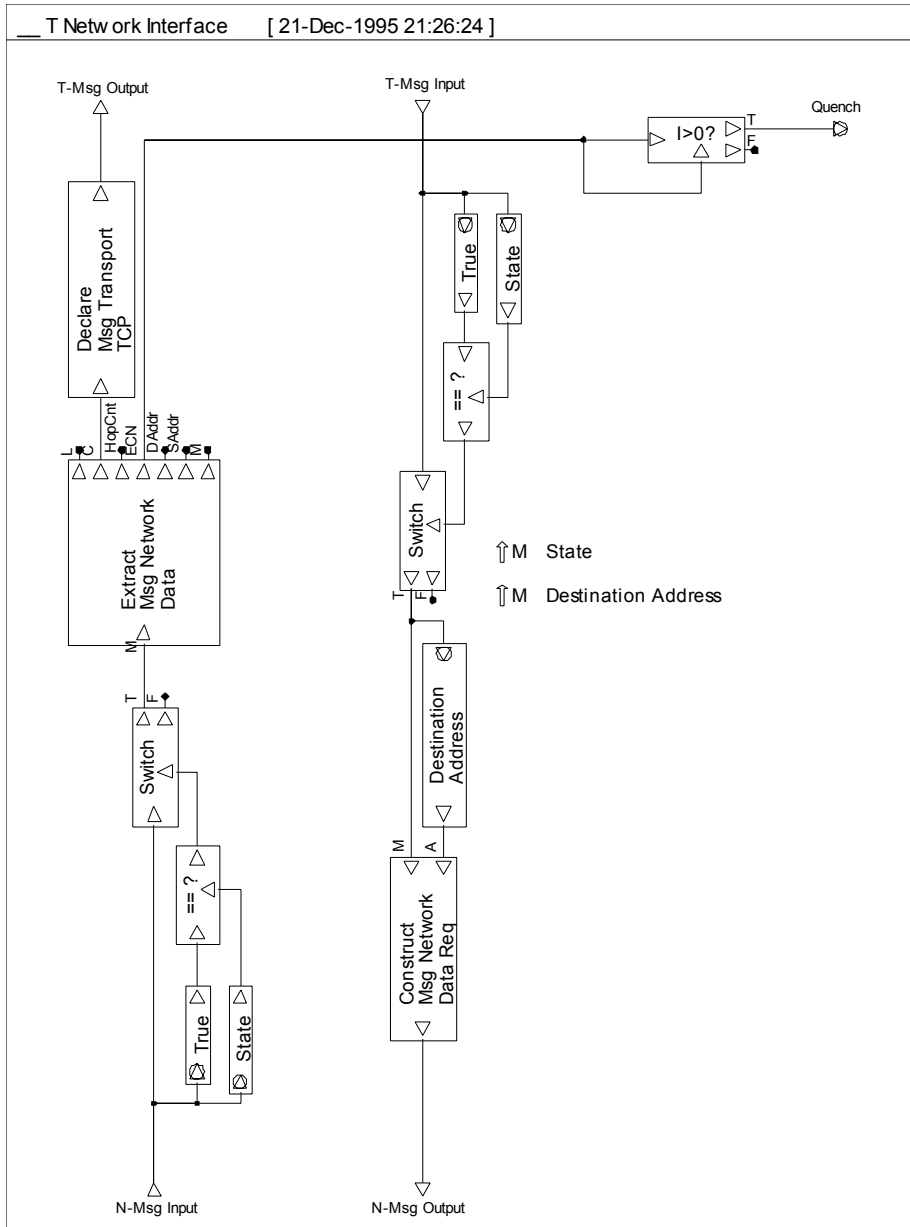 __ T Network Interface [ 21-Dec-1995 21:26:24 ]
T-Msg Output
T-Msg Input
Quench
I>0?
T
F
Declare
Msg Transport
TCP
True
State
== ?
L
C
HopCnt
ECN
DAddr
SAddr
M
Extract
Msg Network
Data
M
Switch
T
F
⇑M State
⇑M Destination Address
T
F
Switch
Destination
Address
M
A
== ?
Construct
Msg Network
Data Req
True
State
N-Msg Input
N-Msg Output